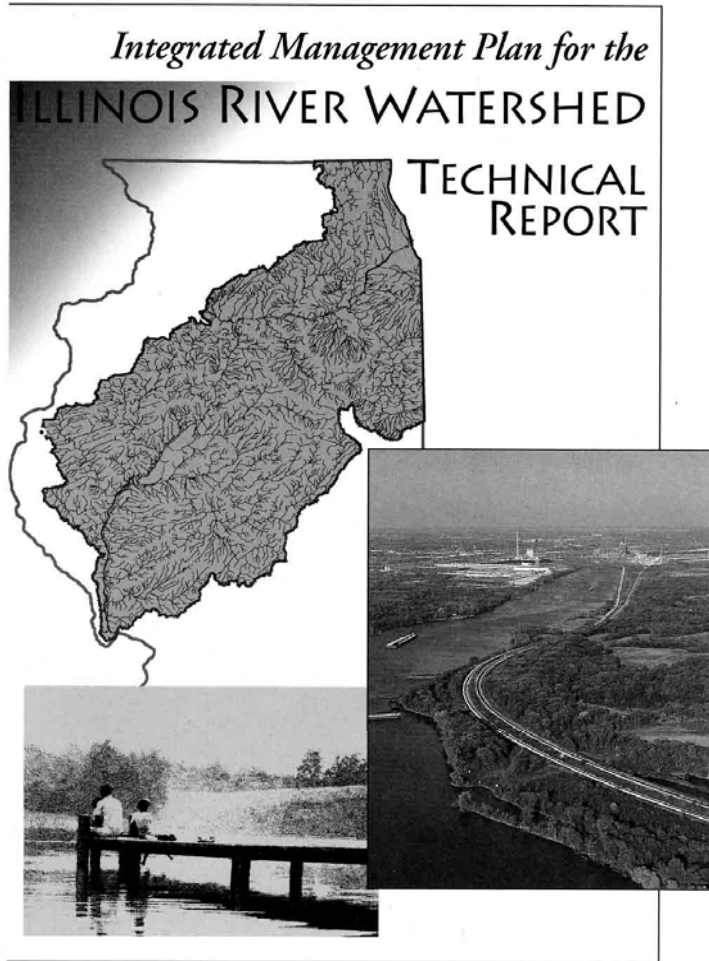 Integrated Management Plan for the
ILLINOIS RIVER WATERSHED
TECHNICAL
REPORT